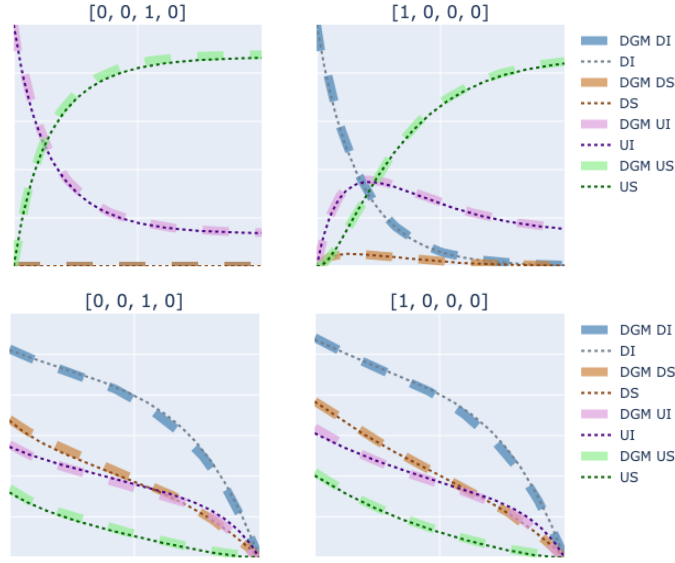 [0, 0, 1, 0]
[1, 0, 0, 0]
DGM DI
DI
DGM DS
DS
DGM UI
UI
DGM US
US
[0, 0, 1, 0]
[1, 0, 0, 0]
DGM DI
DI
DGM DS
DS
DGM UI
UI
DGM US
US